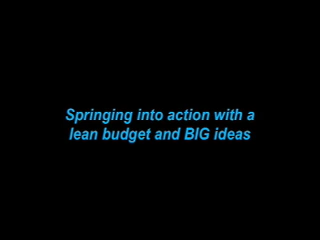 Springing into action with a
lean budget and BIG ideas